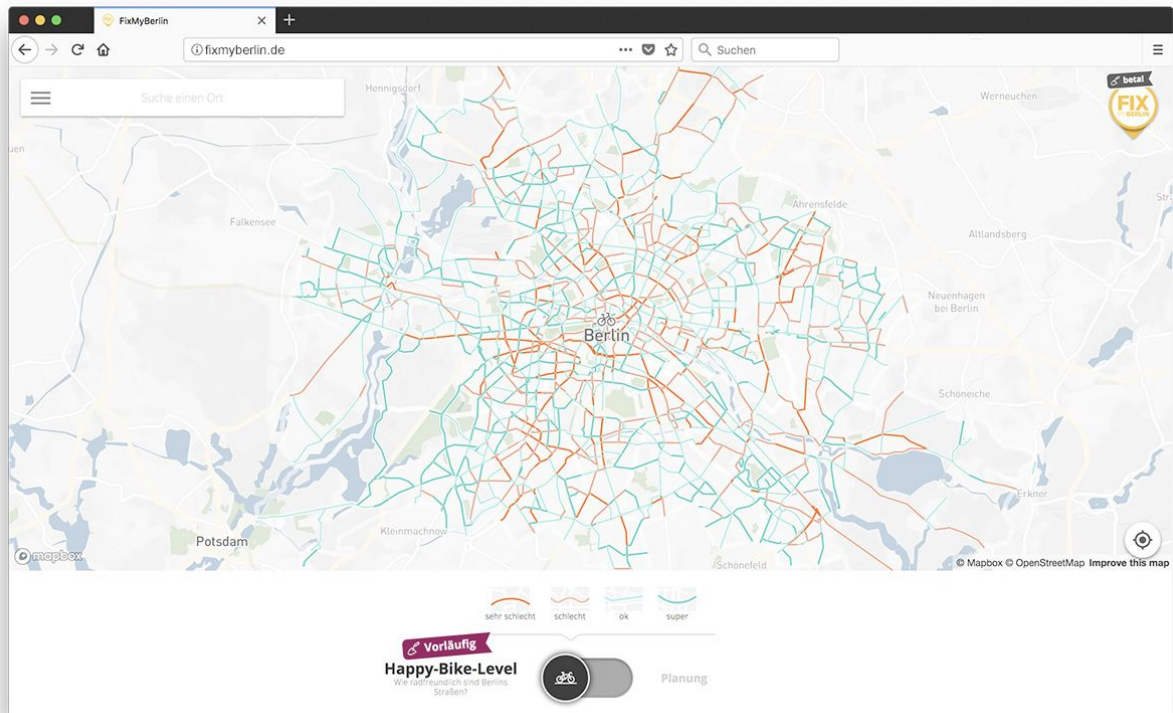 FixMyBerlin
fixmyberlin.de
Suchen
Suche einen Ort
Hennigsdorf
Werneuchen
beta!
FIX
BERLIN
uen
Ahrensfelde
Str.
Falkensee
Altlandsberg
Neuenhagen
bei Berlin
Berlin
Schöneiche
Erkner
Kleinmachnow
Potsdam
mapbox
Schönefeld
© Mapbox © OpenStreetMap Improve this map
sehr schlecht
schlecht
ok
super
Vorläufig
Happy-Bike-Level
Wie radfreundlich sind Berlins
Straßen?
Planung